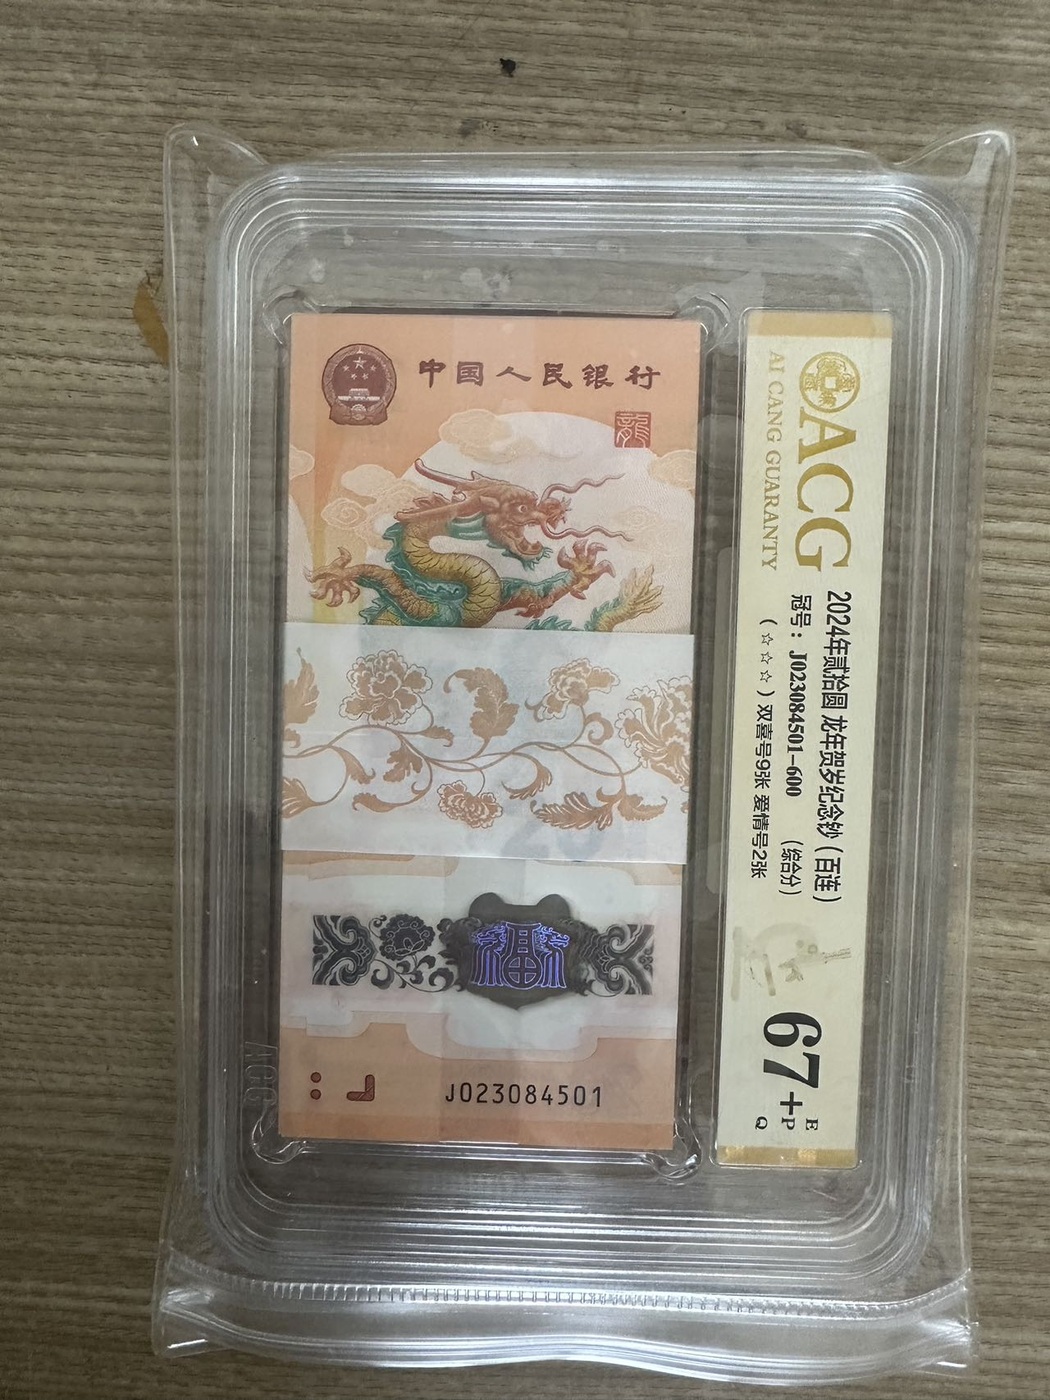 中国人民银行
龍
J023084501
ACG
AI CANG GUARANTY
2024年贰拾圆 龙年贺岁纪念钞（百连）
冠号：J023084501-600 （综合分）
（☆☆☆）双喜号9张 爱情号2张
67+
E
P
Q
ACG